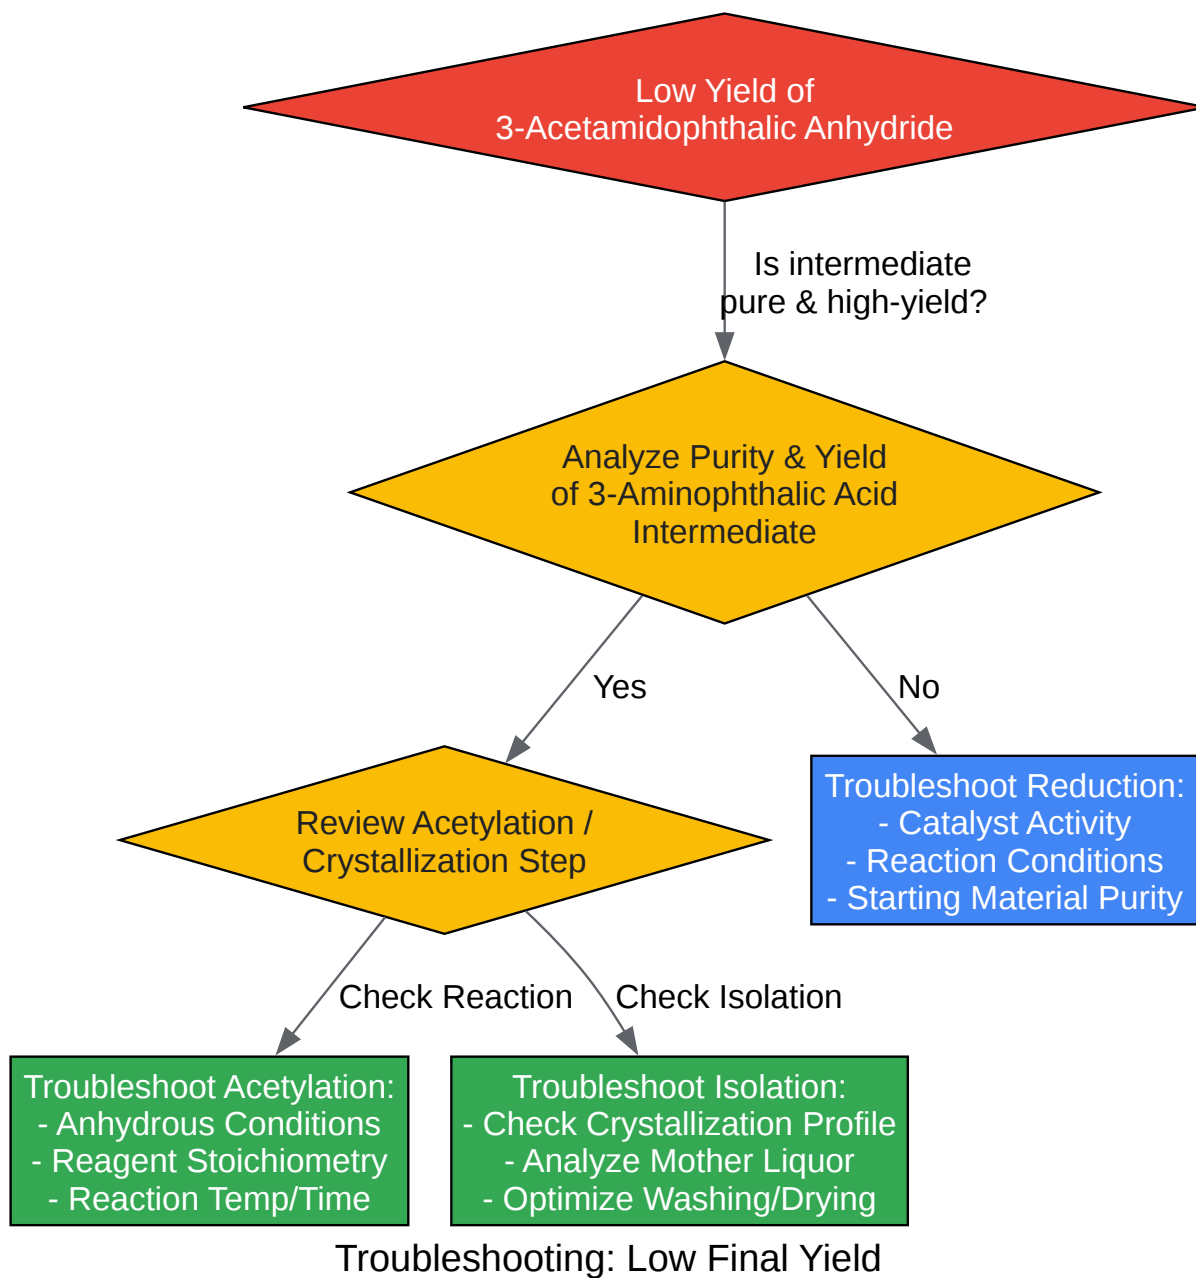 Low Yield of
3-Acetamidophthalic Anhydride
Is intermediate
pure & high-yield?
Analyze Purity & Yield
of 3-Aminophthalic Acid
Intermediate
Yes
No
Review Acetylation /
Crystallization Step
Troubleshoot Reduction:
- Catalyst Activity
- Reaction Conditions
- Starting Material Purity
Check Reaction
Check Isolation
Troubleshoot Acetylation:
- Anhydrous Conditions
- Reagent Stoichiometry
- Reaction Temp/Time
Troubleshoot Isolation:
- Check Crystallization Profile
- Analyze Mother Liquor
- Optimize Washing/Drying
Troubleshooting: Low Final Yield